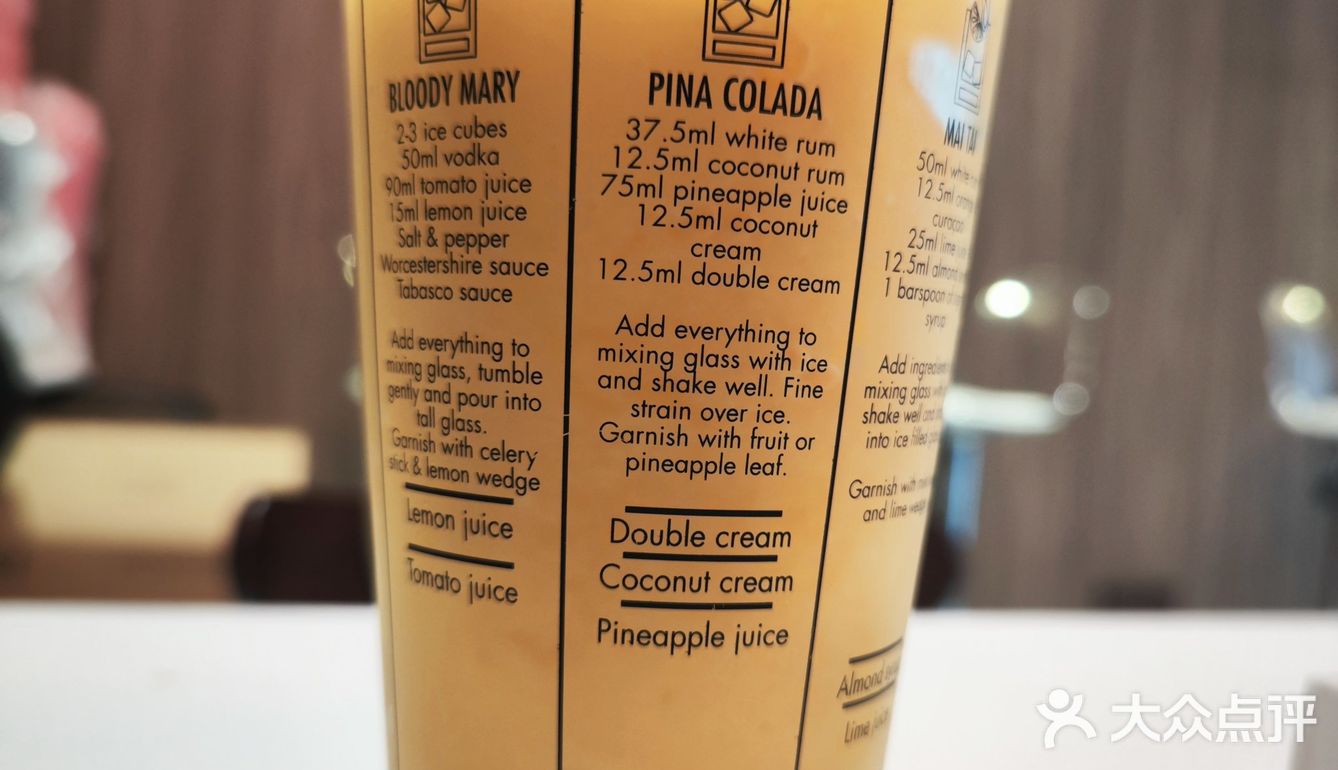 BLOODY MARY
2-3 ice cubes
50ml vodka
90ml tomato juice
15ml lemon juice
Salt & pepper
Worcestershire sauce
Tabasco sauce
Add everything to
mixing glass, tumble
gently and pour into
tall glass.
Garnish with celery
stick & lemon wedge
Lemon juice
Tomato juice
PINA COLADA
37.5ml white rum
12.5ml coconut rum
75ml pineapple juice
12.5ml coconut
cream
12.5ml double cream
Add everything to
mixing glass with ice
and shake well. Fine
strain over ice.
Garnish with fruit or
pineapple leaf.
Double cream
Coconut cream
Pineapple juice
MAI TAI
50ml white
12.5ml
curacao
25ml lime
12.5ml almond
1 barspoon of
syrup
Add
mixing glass
shake well and
into ice filled
Garnish with
and lime wedge
Almond
Lime juice
大众点评